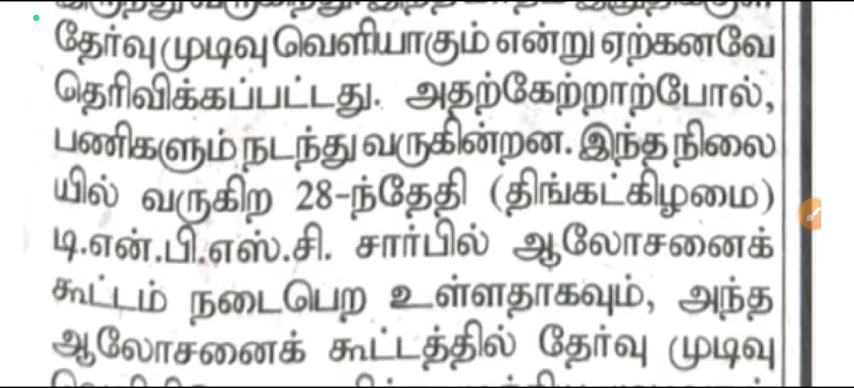 தேர்வு முடிவு வெளியாகும் என்று ஏற்கனவே
தெரிவிக்கப்பட்டது. அதற்கேற்றாற்போல்,
பணிகளும் நடந்து வருகின்றன. இந்த நிலை
யில் வருகிற 28-ந்தேதி (திங்கட்கிழமை)
டி.என்.பி.எஸ்.சி. சார்பில் ஆலோசனைக்
கூட்டம் நடைபெற உள்ளதாகவும், அந்த
ஆலோசனைக் கூட்டத்தில் தேர்வு முடிவு